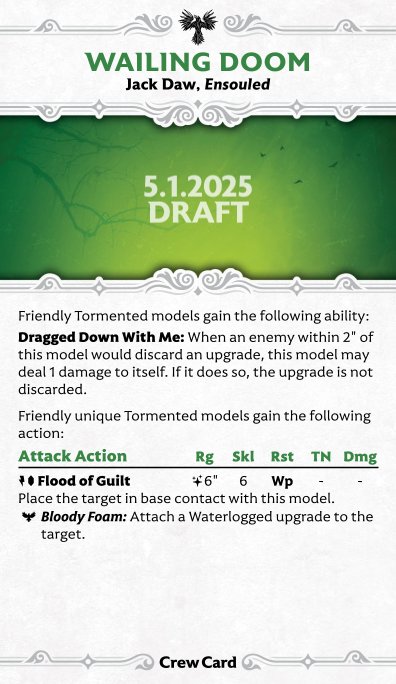 WAILING DOOM
Jack Daw, Ensouled
5.1.2025
DRAFT
Friendly Tormented models gain the following ability:
Dragged Down With Me: When an enemy within 2" of
this model would discard an upgrade, this model may
deal 1 damage to itself. If it does so, the upgrade is not
discarded.
Friendly unique Tormented models gain the following
action:
Attack Action Rg Skl Rst TN Dmg
Flood of Guilt 6" 6 Wp - -
Place the target in base contact with this model.
Bloody Foam: Attach a Waterlogged upgrade to the
target.
Crew Card